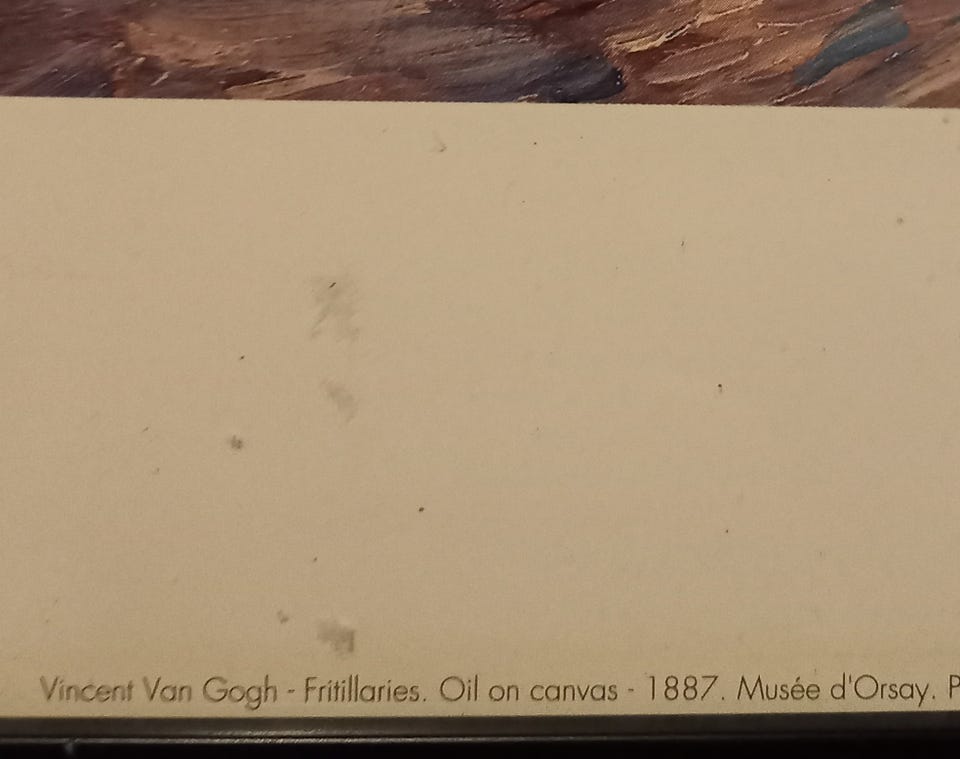 Vincent Van Gogh - Fritillaries. Oil on canvas - 1887. Musée d'Orsay. P